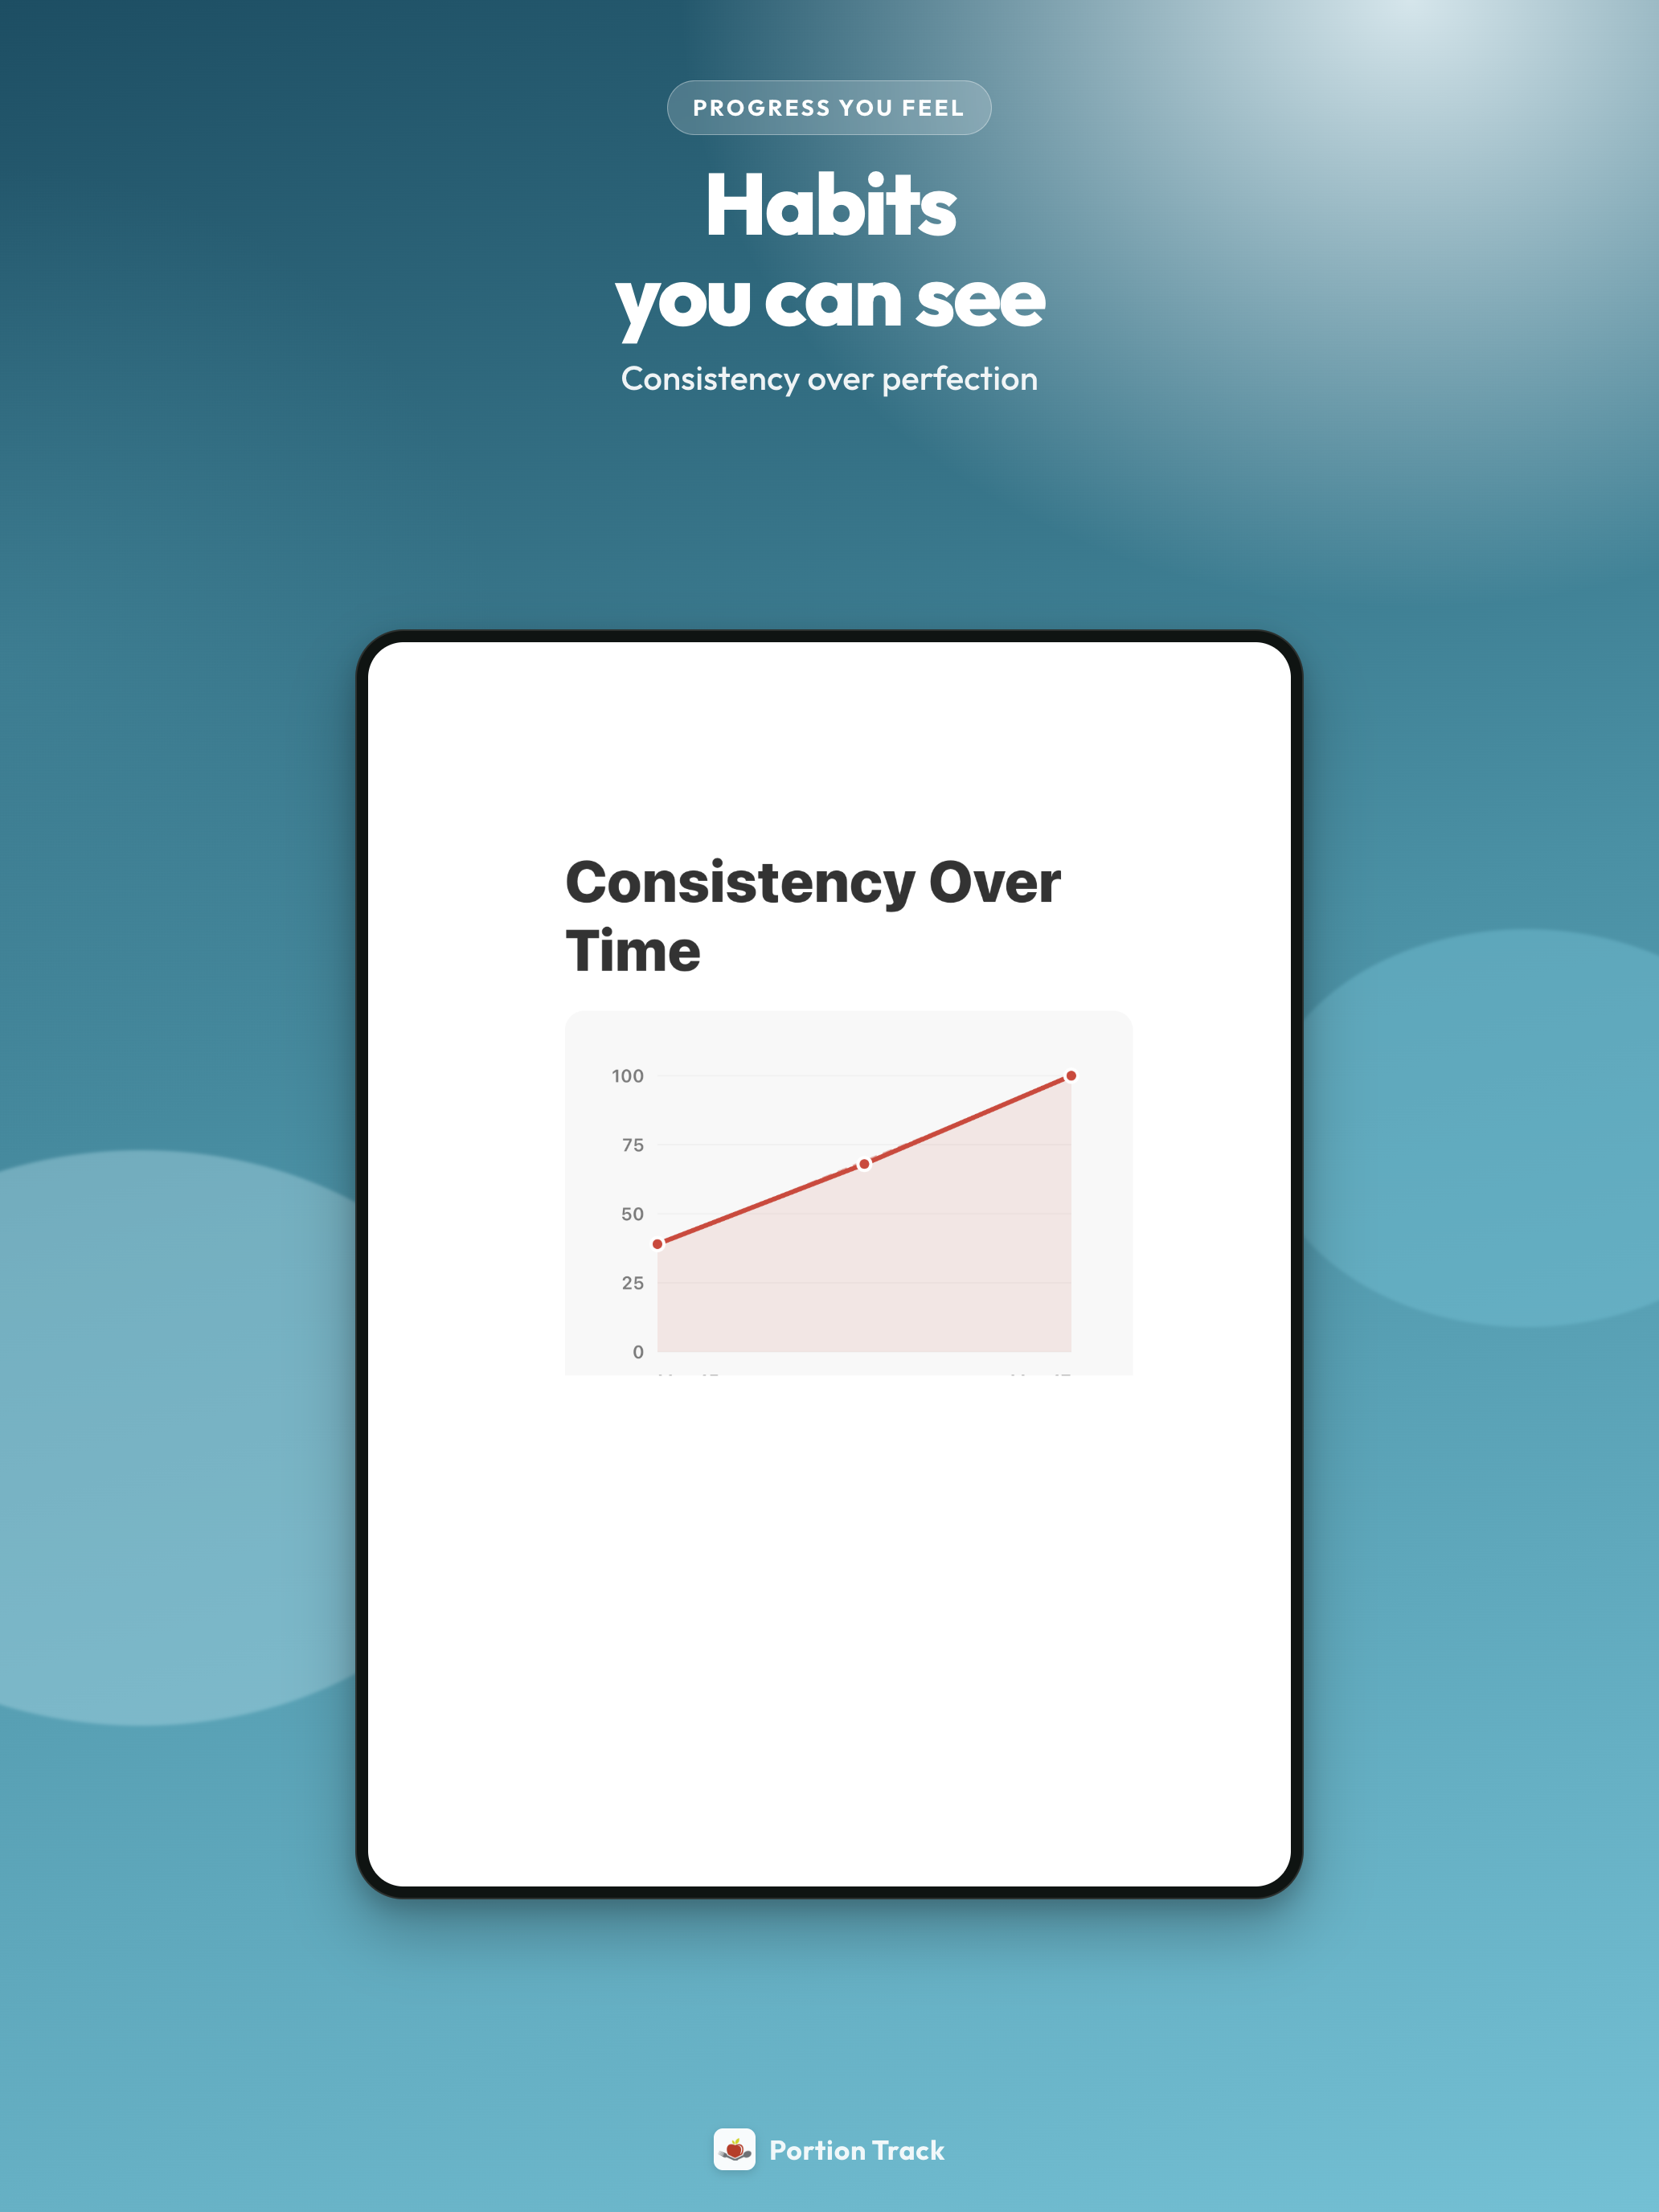 PROGRESS YOU FEEL
Habits
you can see
Consistency over perfection
Consistency Over
Time
100
75
50
25
0
Portion Track